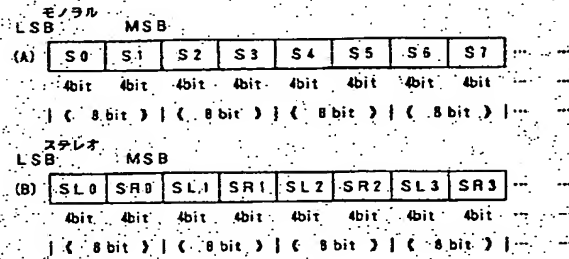 モノラル
LSB MSB
(A) S0 S1 S2 S3 S4 S5 S6 S7 ... ...
4bit 4bit 4bit 4bit 4bit 4bit 4bit 4bit ... ...
|( 8bit )|( 8bit )|( 8bit )|( 8bit )|... ...
ステレオ
LSB MSB
(B) SL0 SR0 SL1 SR1 SL2 SR2 SL3 SR3 ... ...
4bit 4bit 4bit 4bit 4bit 4bit 4bit 4bit ... ...
|( 8bit )|( 8bit )|( 8bit )|( 8bit )|... ...